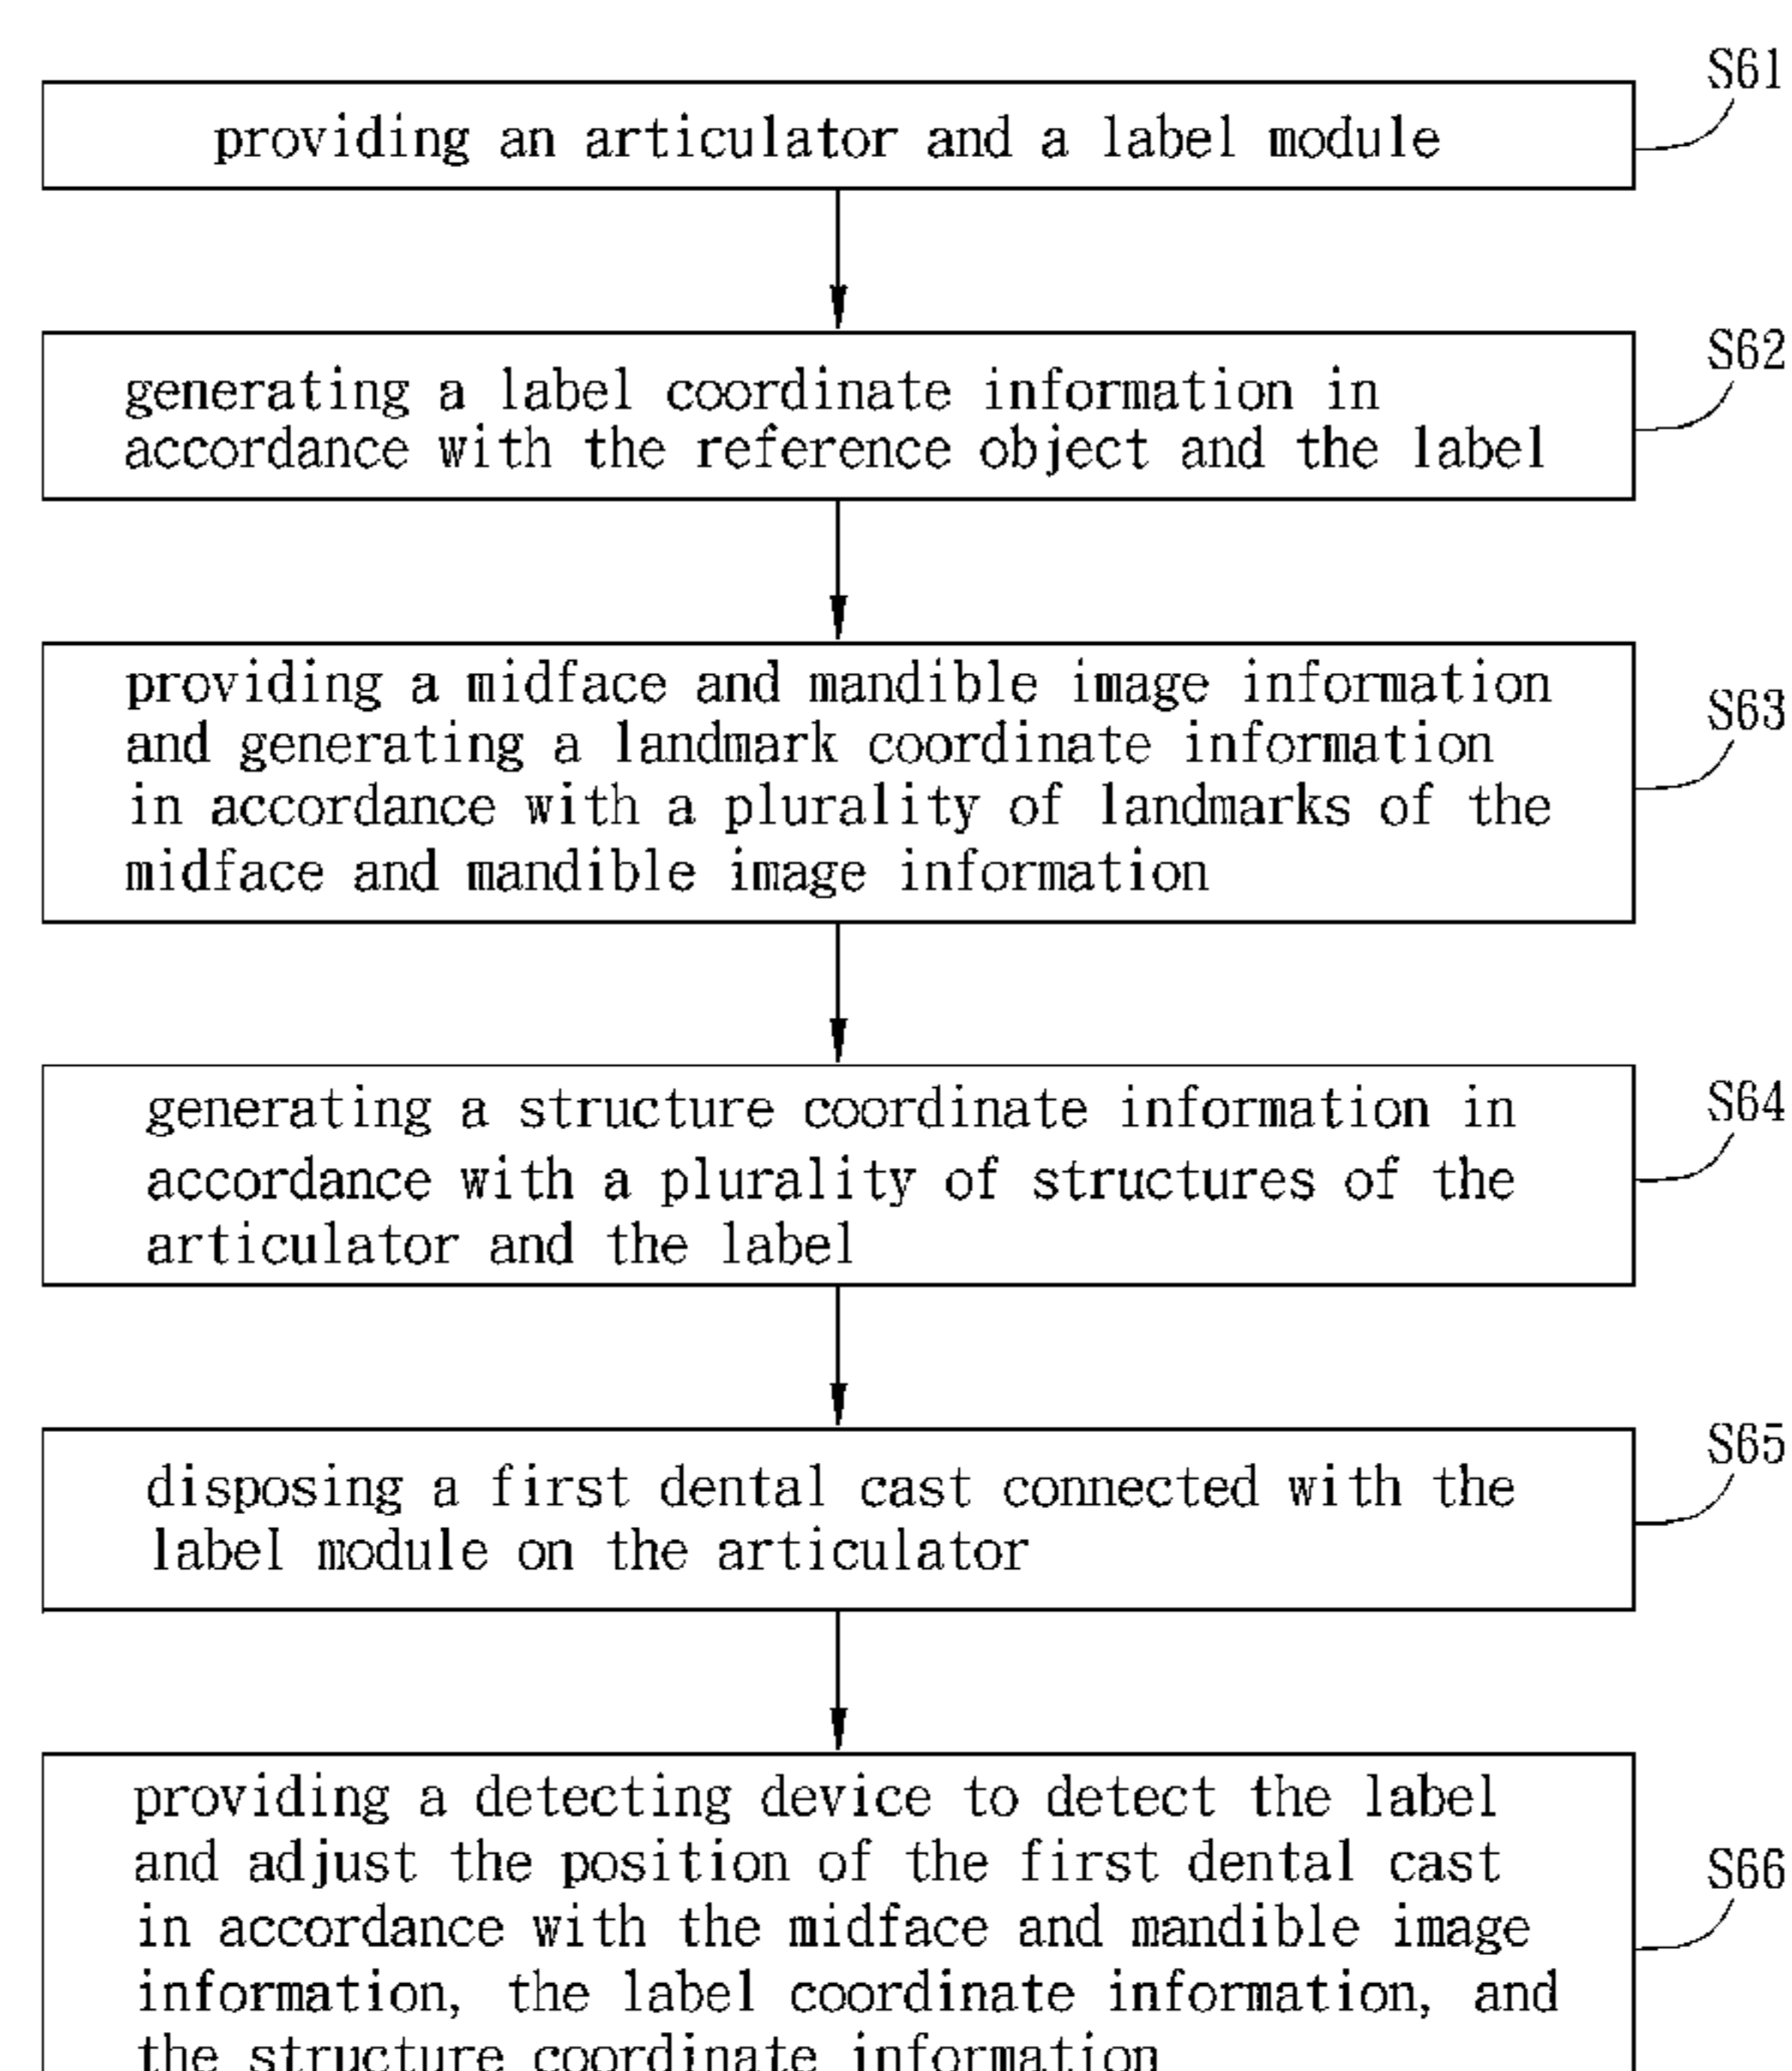 S61
providing an articulator and a label module
S62
generating a label coordinate information in
accordance with the reference object and the label
S63
providing a midface and mandible image information
and generating a landmark coordinate information
in accordance with a plurality of landmarks of the
midface and mandible image information
S64
generating a structure coordinate information in
accordance with a plurality of structures of the
articulator and the label
S65
disposing a first dental cast connected with the
label module on the articulator
S66
providing a detecting device to detect the label
and adjust the position of the first dental cast
in accordance with the midface and mandible image
information, the label coordinate information, and
the structure coordinate information